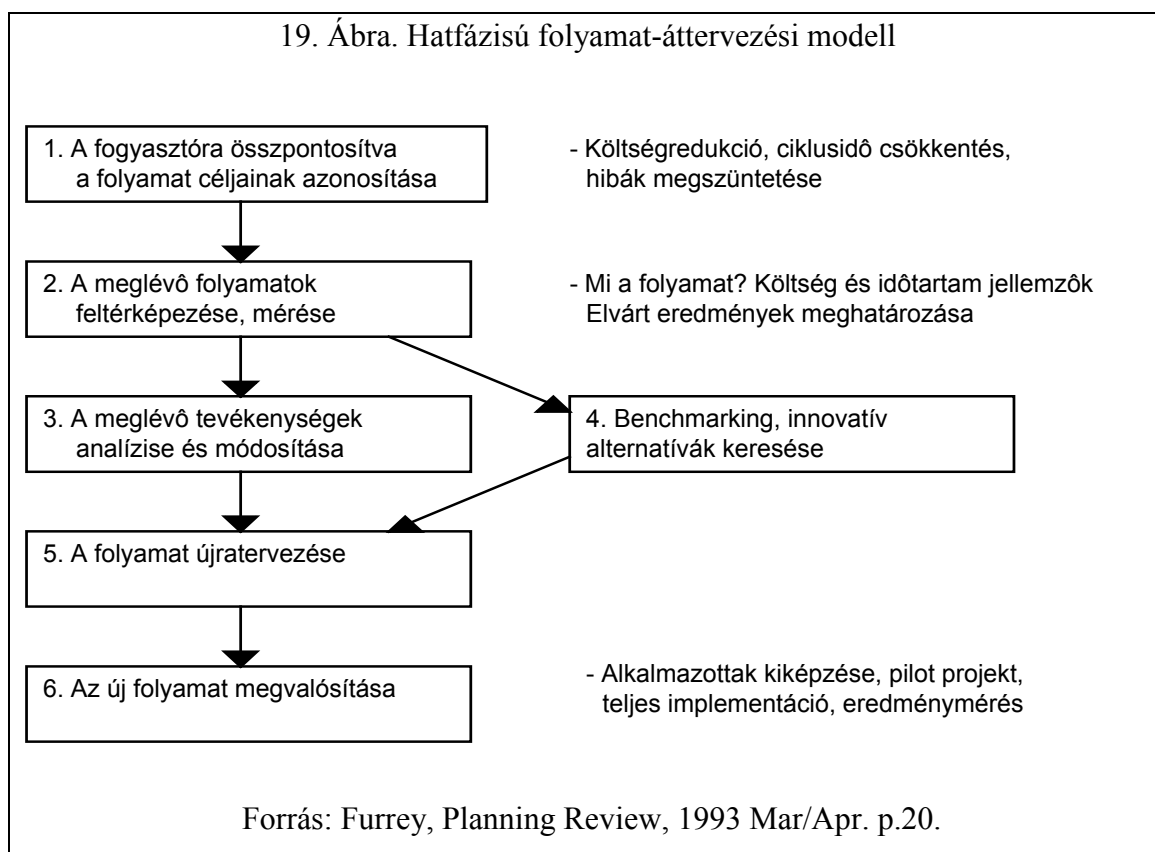 19. Ábra. Hatfázisú folyamat-áttervezési modell
1. A fogyasztóra összpontosítva
a folyamat céljainak azonosítása
- Költségredukció, ciklusidô csökkentés,
hibák megszüntetése
2. A meglévô folyamatok
feltérképezése, mérése
- Mi a folyamat? Költség és idôtartam jellemzôk
Elvárt eredmények meghatározása
3. A meglévô tevékenységek
analízise és módosítása
4. Benchmarking, innovatív
alternatívák keresése
5. A folyamat újratervezése
6. Az új folyamat megvalósítása
- Alkalmazottak kiképzése, pilot projekt,
teljes implementáció, eredménymérés
Forrás: Furrey, Planning Review, 1993 Mar/Apr. p.20.